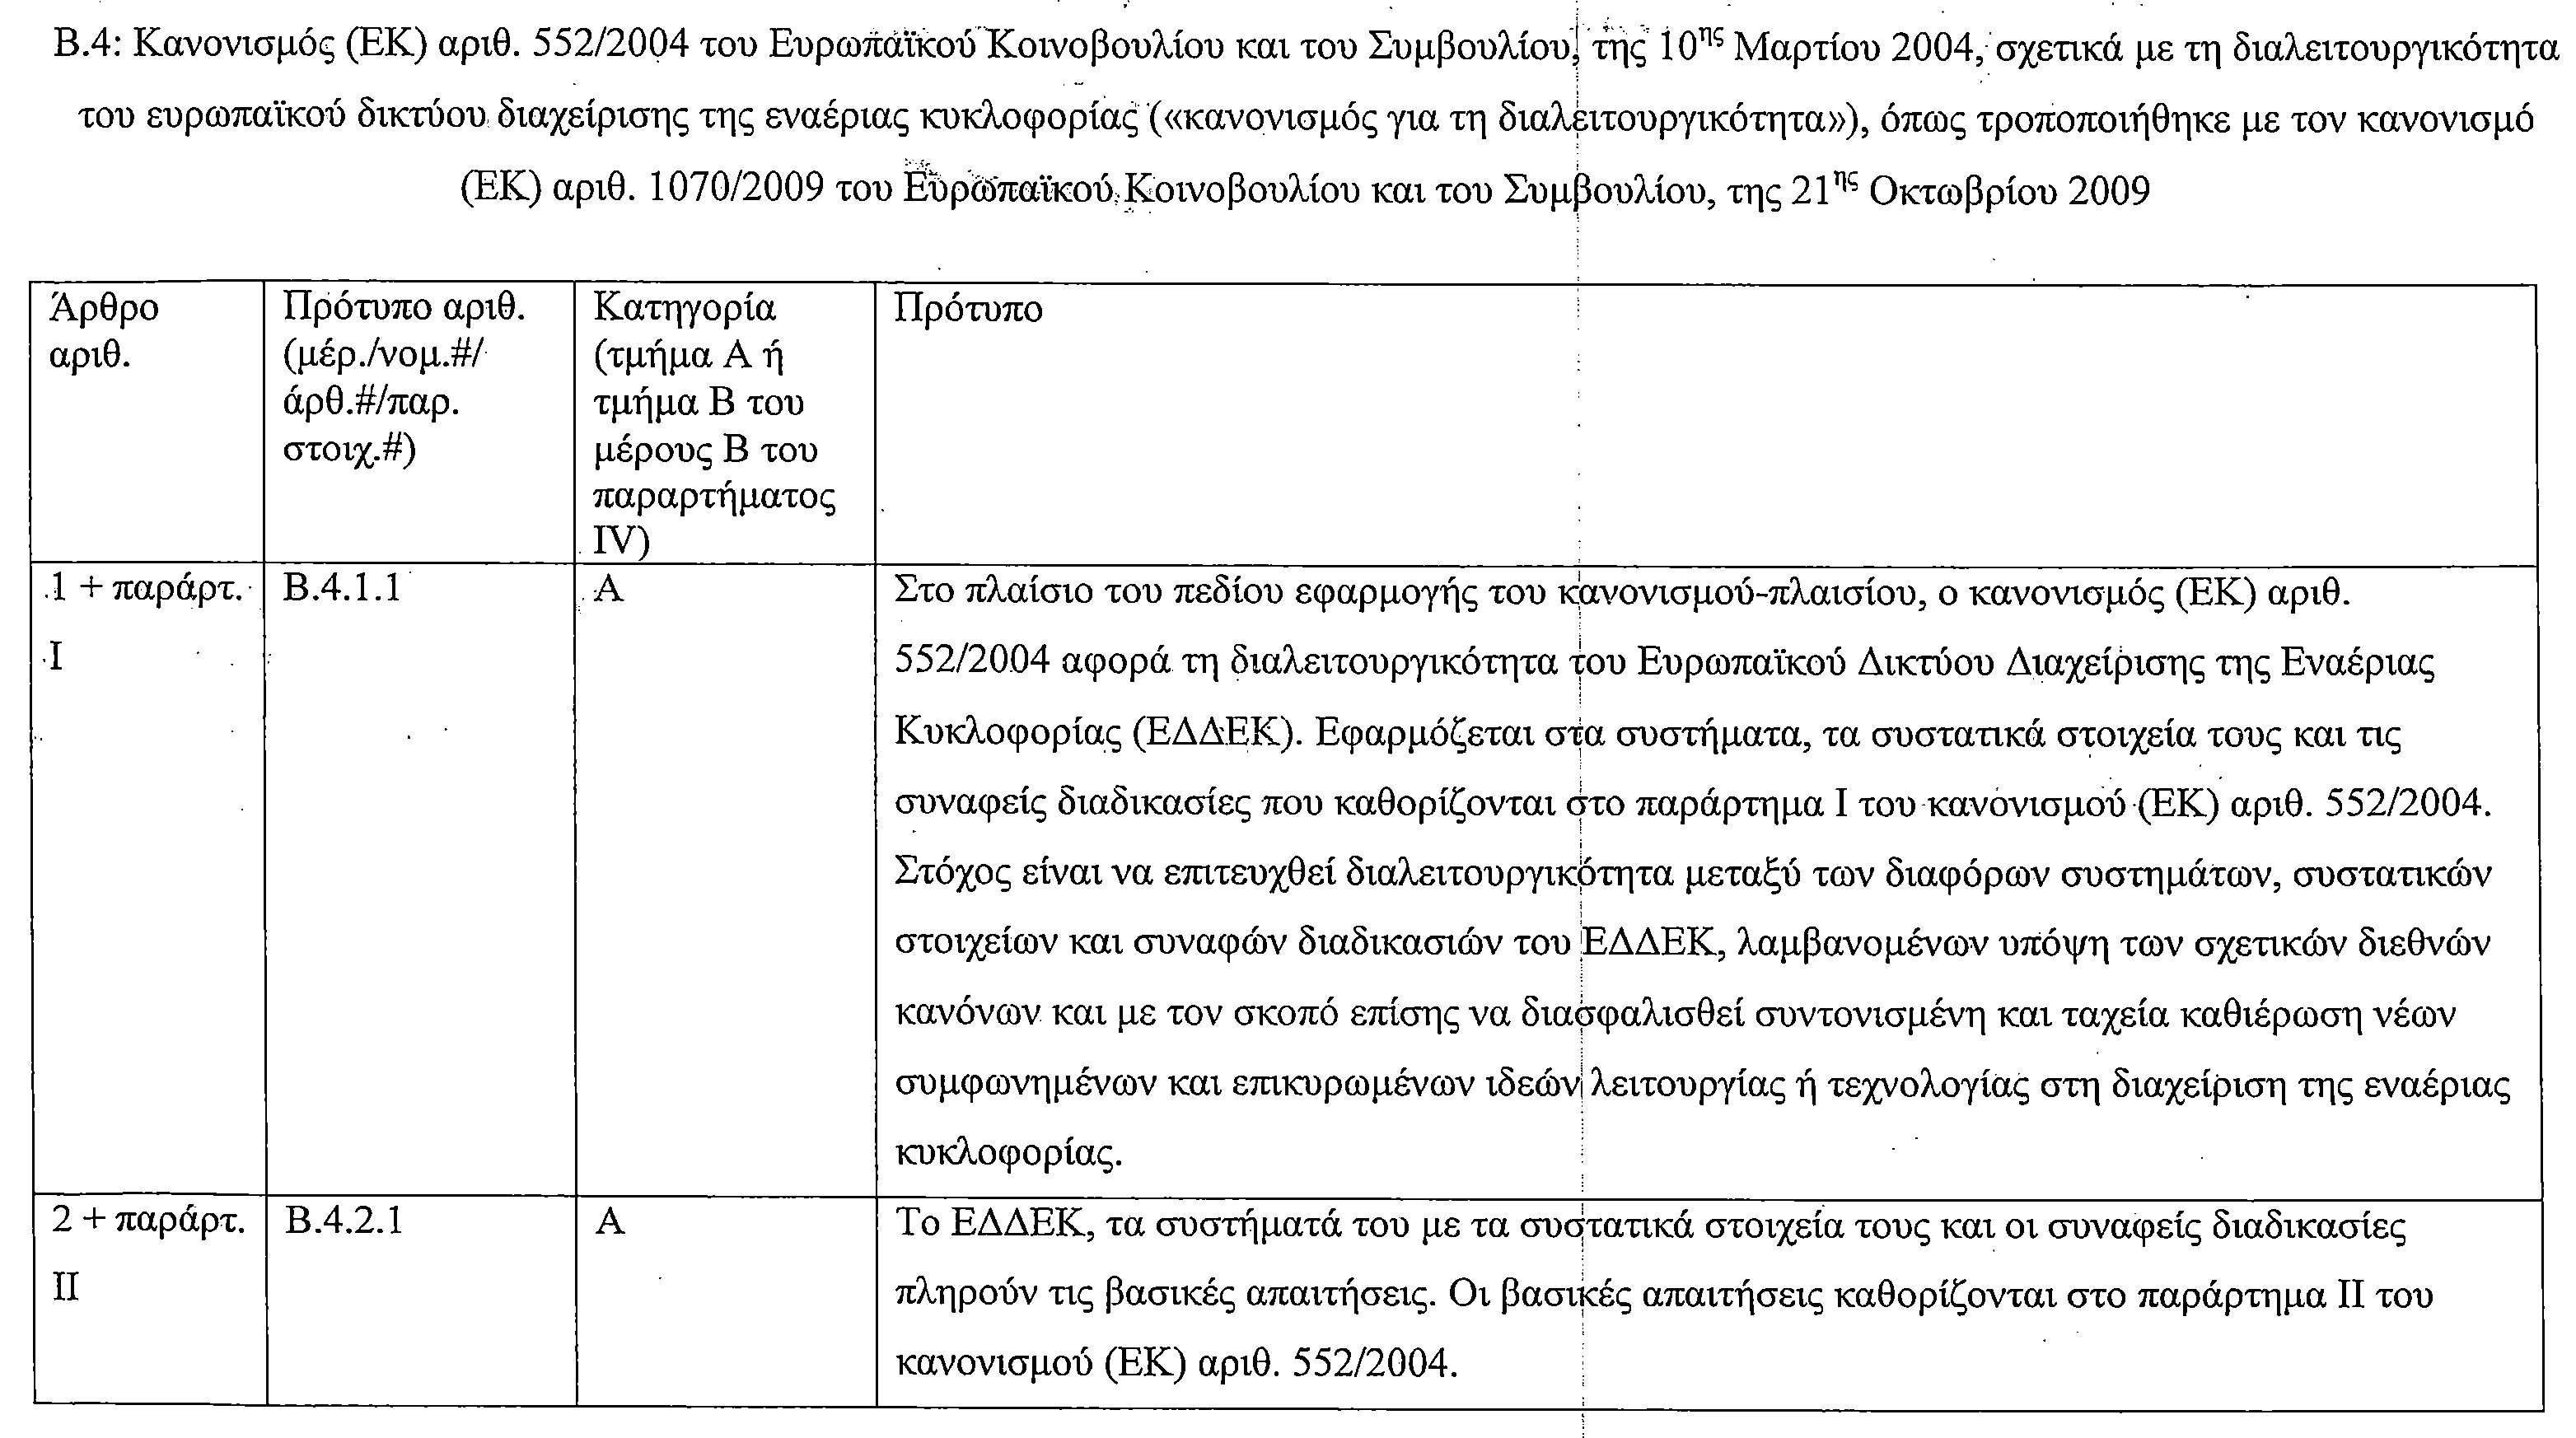 Β.4: Κανονισμός (ΕΚ) αριθ. 552/2004 του Ευρωπαϊκού Κοινοβουλίου και του Συμβουλίου, της 10ης Μαρτίου 2004, σχετικά με τη διαλειτουργικότητα
του ευρωπαϊκού δικτύου διαχείρισης της εναέριας κυκλοφορίας («κανονισμός για τη διαλειτουργικότητα»), όπως τροποποιήθηκε με τον κανονισμό
(ΕΚ) αριθ. 1070/2009 του Ευρωπαϊκού Κοινοβουλίου και του Συμβουλίου, της 21ης Οκτωβρίου 2009
Άρθρο
αριθ.
Πρότυπο αριθ.
(μέρ./νομ.#/
άρθ.#/παρ.
στοιχ.#)
Κατηγορία
(τμήμα Α ή
τμήμα Β του
μέρους Β του
παραρτήματος
IV)
Πρότυπο
1 + παράρτ.
I
Β.4.1.1
Α
Στο πλαίσιο του πεδίου εφαρμογής του κανονισμού-πλαισίου, ο κανονισμός (ΕΚ) αριθ.
552/2004 αφορά τη διαλειτουργικότητα του Ευρωπαϊκού Δικτύου Διαχείρισης της Εναέριας
Κυκλοφορίας (ΕΔΔΕΚ). Εφαρμόζεται στα συστήματα, τα συστατικά στοιχεία τους και τις
συναφείς διαδικασίες που καθορίζονται στο παράρτημα I του κανονισμού (ΕΚ) αριθ. 552/2004.
Στόχος είναι να επιτευχθεί διαλειτουργικότητα μεταξύ των διαφόρων συστημάτων, συστατικών
στοιχείων και συναφών διαδικασιών του ΕΔΔΕΚ, λαμβανομένων υπόψη των σχετικών διεθνών
κανόνων και με τον σκοπό επίσης να διασφαλισθεί συντονισμένη και ταχεία καθιέρωση νέων
συμφωνημένων και επικυρωμένων ιδεών λειτουργίας ή τεχνολογίας στη διαχείριση της εναέριας
κυκλοφορίας.
2 + παράρτ.
II
Β.4.2.1
Α
Το ΕΔΔΕΚ, τα συστήματά του με τα συστατικά στοιχεία τους και οι συναφείς διαδικασίες
πληρούν τις βασικές απαιτήσεις. Οι βασικές απαιτήσεις καθορίζονται στο παράρτημα II του
κανονισμού (ΕΚ) αριθ. 552/2004.